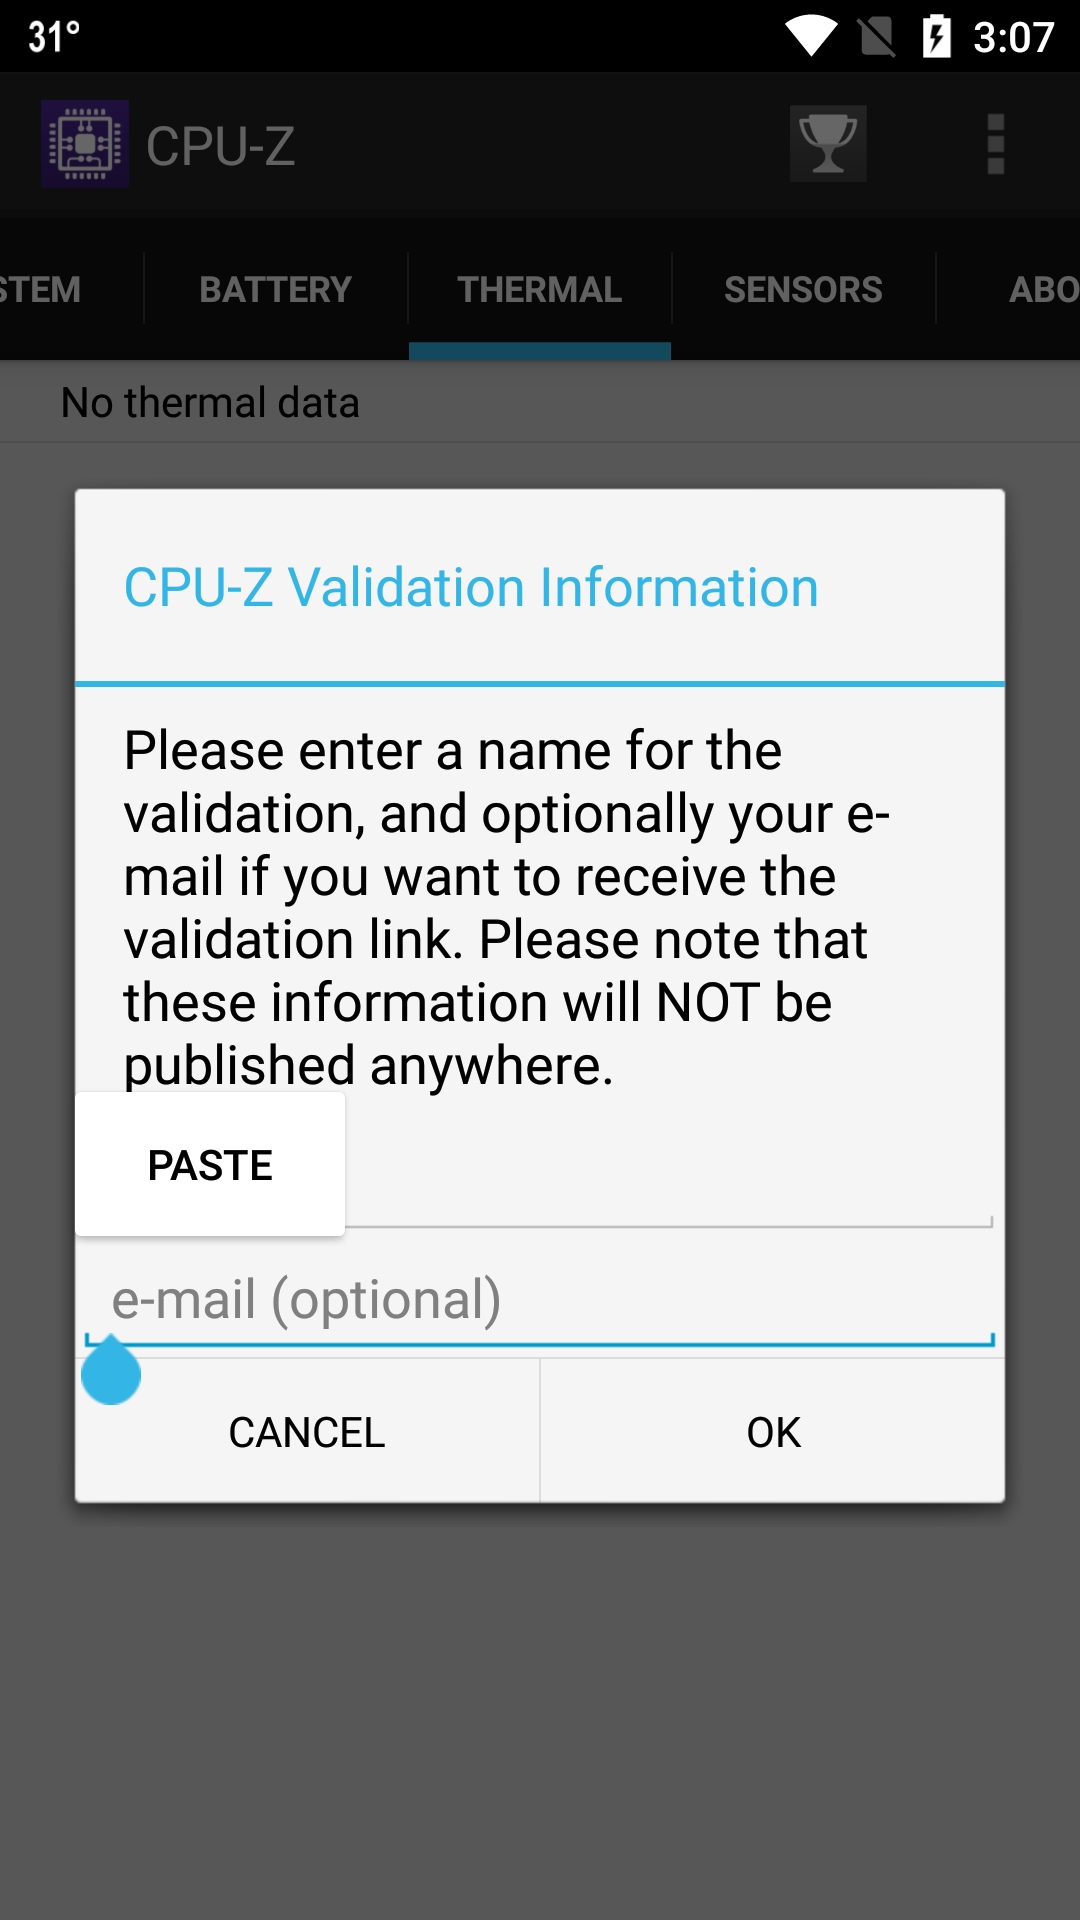 31°
3:07
CPU-Z
STEM
BATTERY
THERMAL
SENSORS
ABO
No thermal data
CPU-Z Validation Information
Please enter a name for the
validation, and optionally your e-
mail if you want to receive the
validation link. Please note that
these information will NOT be
published anywhere.
PASTE
e-mail (optional)
CANCEL
OK